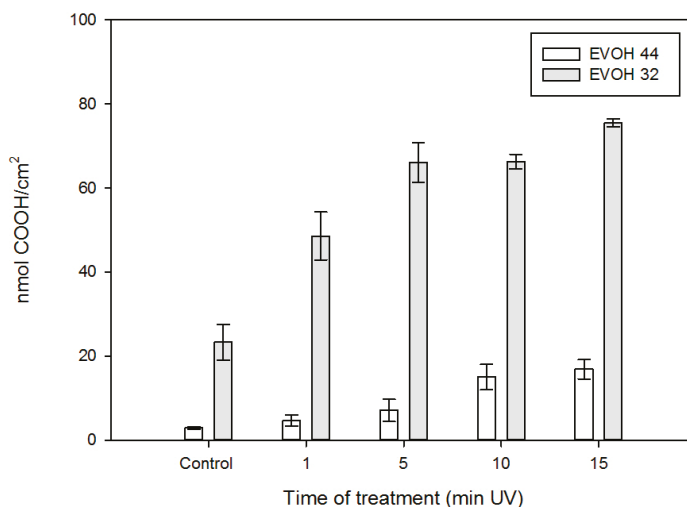 100
80
60
40
20
0
nmol COOH/cm²
EVOH 44
EVOH 32
Control 1 5 10 15
Time of treatment (min UV)